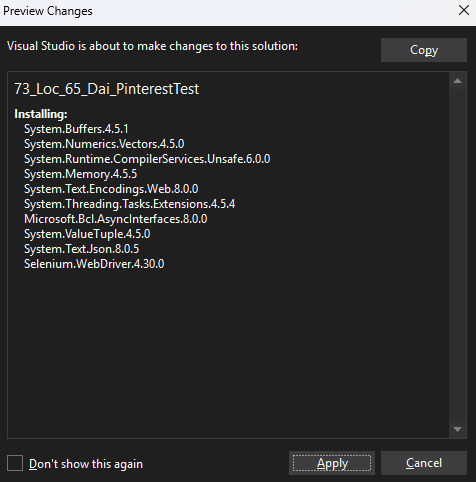 Preview Changes
Visual Studio is about to make changes to this solution:
Copy
73_Loc_65_Dai_PinterestTest
Installing:
System.Buffers.4.5.1
System.Numerics.Vectors.4.5.0
System.Runtime.CompilerServices.Unsafe.6.0.0
System.Memory.4.5.5
System.Text.Encodings.Web.8.0.0
System.Threading.Tasks.Extensions.4.5.4
Microsoft.Bcl.AsyncInterfaces.8.0.0
System.ValueTuple.4.5.0
System.Text.Json.8.0.5
Selenium.WebDriver.4.30.0
Don't show this again
Apply
Cancel